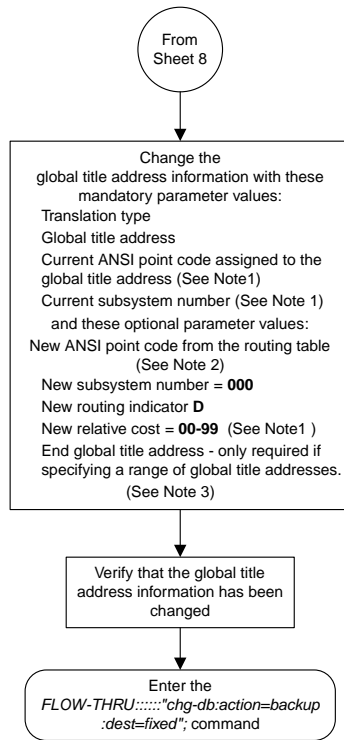 From
Sheet 8
Change the
global title address information with these
mandatory parameter values:
Translation type
Global title address
Current ANSI point code assigned to the
global title address (See Note1)
Current subsystem number (See Note 1)
and these optional parameter values:
New ANSI point code from the routing table
(See Note 2)
New subsystem number = 000
New routing indicator D
New relative cost = 00-99 (See Note1 )
End global title address - only required if
specifying a range of global title addresses.
(See Note 3)
Verify that the global title
address information has been
changed
Enter the
FLOW-THRU::::::"chg-db:action=backup
:dest=fixed"; command